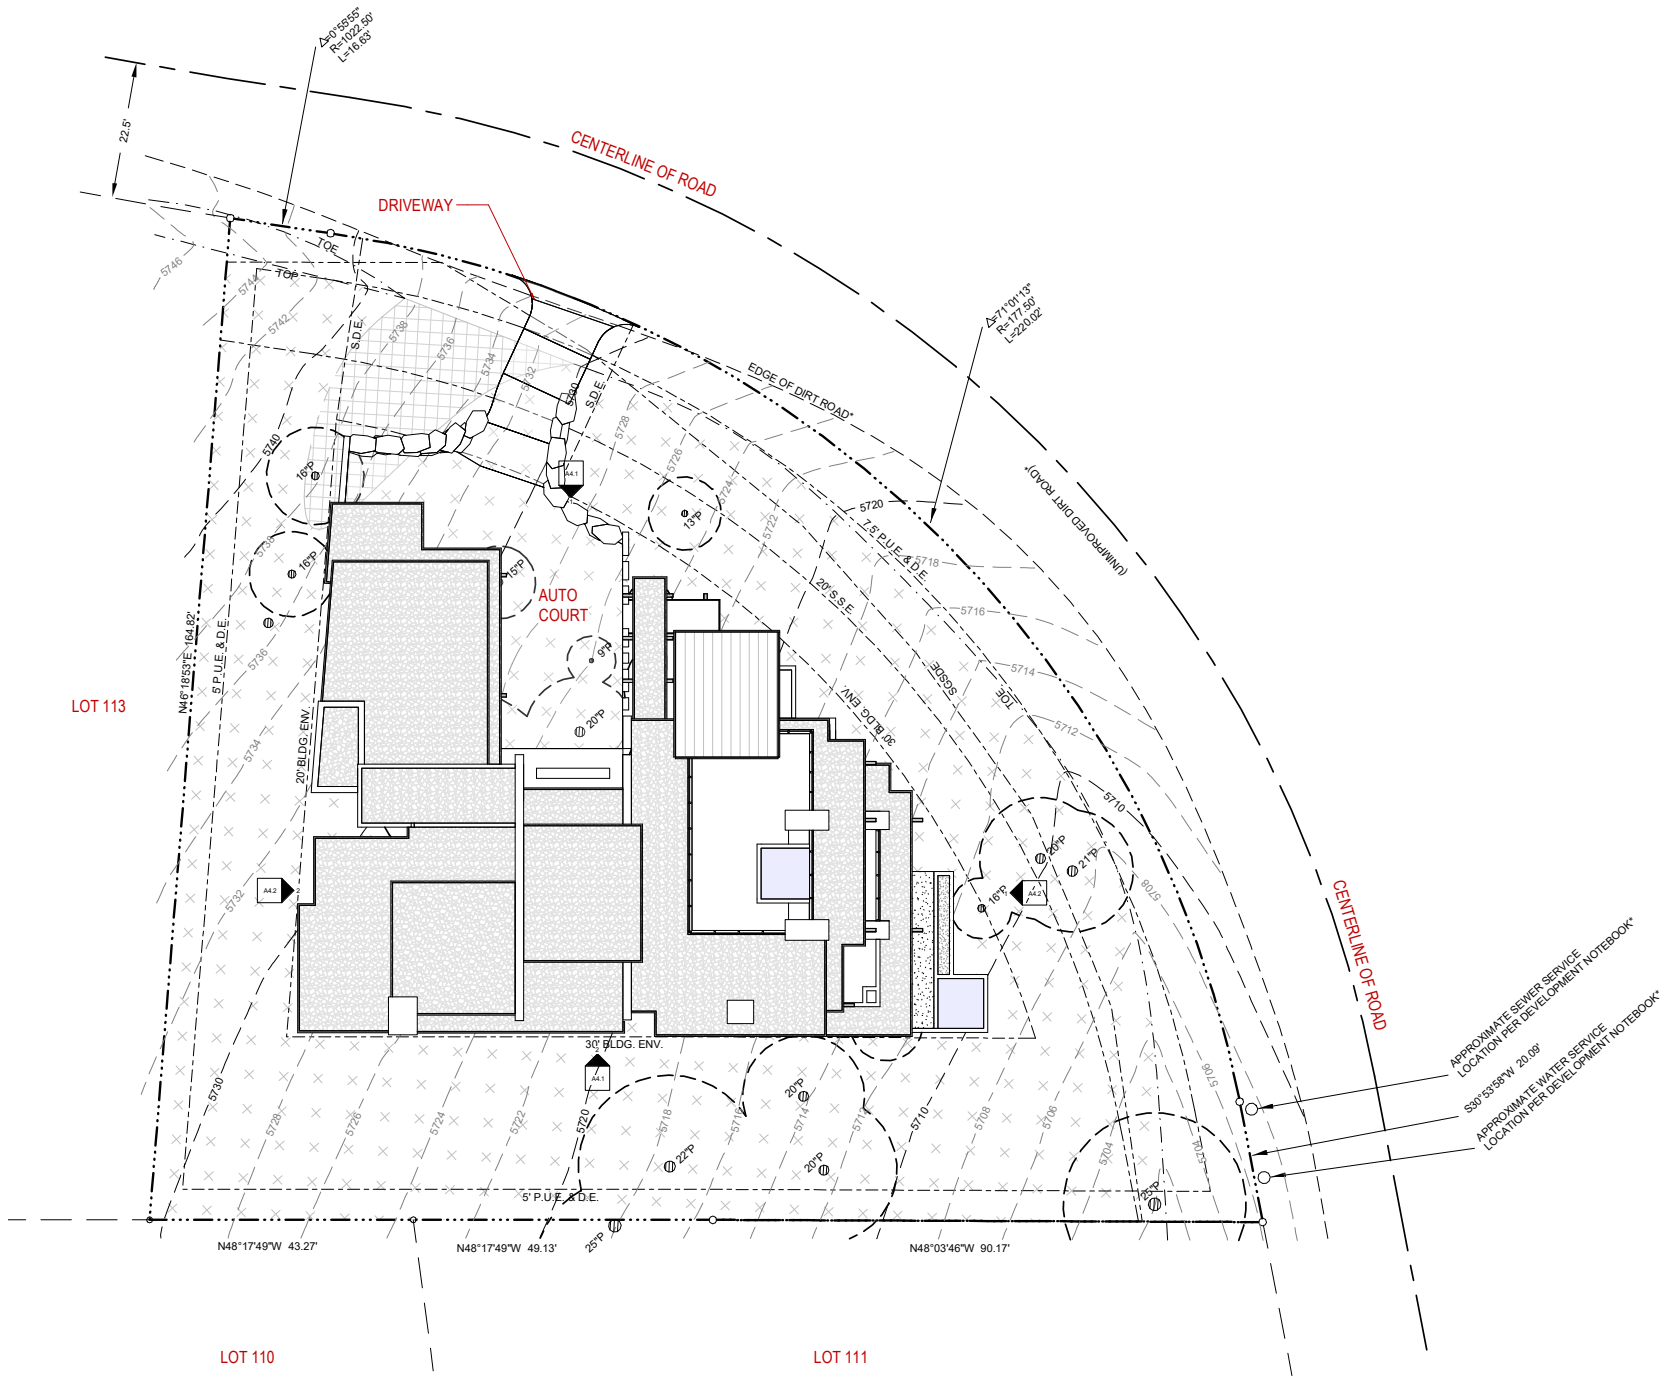 Δ=0°55'55"
R=1022.50'
L=16.63'
22.5'
CENTERLINE OF ROAD
DRIVEWAY
TOE
TOP
S.D.E.
5746
5744
5742
5738
5736
5734
5732
5730
S.D.E.
Δ=71°01'13"
R=177.50'
L=220.02'
EDGE OF DIRT ROAD*
5728
5726
5724
5722
5720
5718
5716
5714
5712
5710
5708
5706
5704
(UNIMPROVED DIRT ROAD*)
7.5' P.U.E. & D.E.
20' S.S.E.
SGSDE
TOE
30' BLDG. ENV.
5740
16"P
16"P
15"P
13"P
A4.1
1
AUTO
COURT
9"P
20"P
5738
5736
5734
5732
5730
N46°18'53"E 164.82'
5' P.U.E. & D.E.
20' BLDG. ENV.
LOT 113
A4.2
2
20"P
21"P
16"P
A4.2
CENTERLINE OF ROAD
30' BLDG. ENV.
2
A4.1
APPROXIMATE SEWER SERVICE
LOCATION PER DEVELOPMENT NOTEBOOK*
S30°53'58"W 20.09'
APPROXIMATE WATER SERVICE
LOCATION PER DEVELOPMENT NOTEBOOK*
5728
5726
5724
5722
5720
5718
5716
5714
5712
5710
5708
5706
5704
20"P
22"P
20"P
25"P
25"P
5' P.U.E. & D.E.
N48°17'49"W 43.27'
N48°17'49"W 49.13'
N48°03'46"W 90.17'
LOT 110
LOT 111